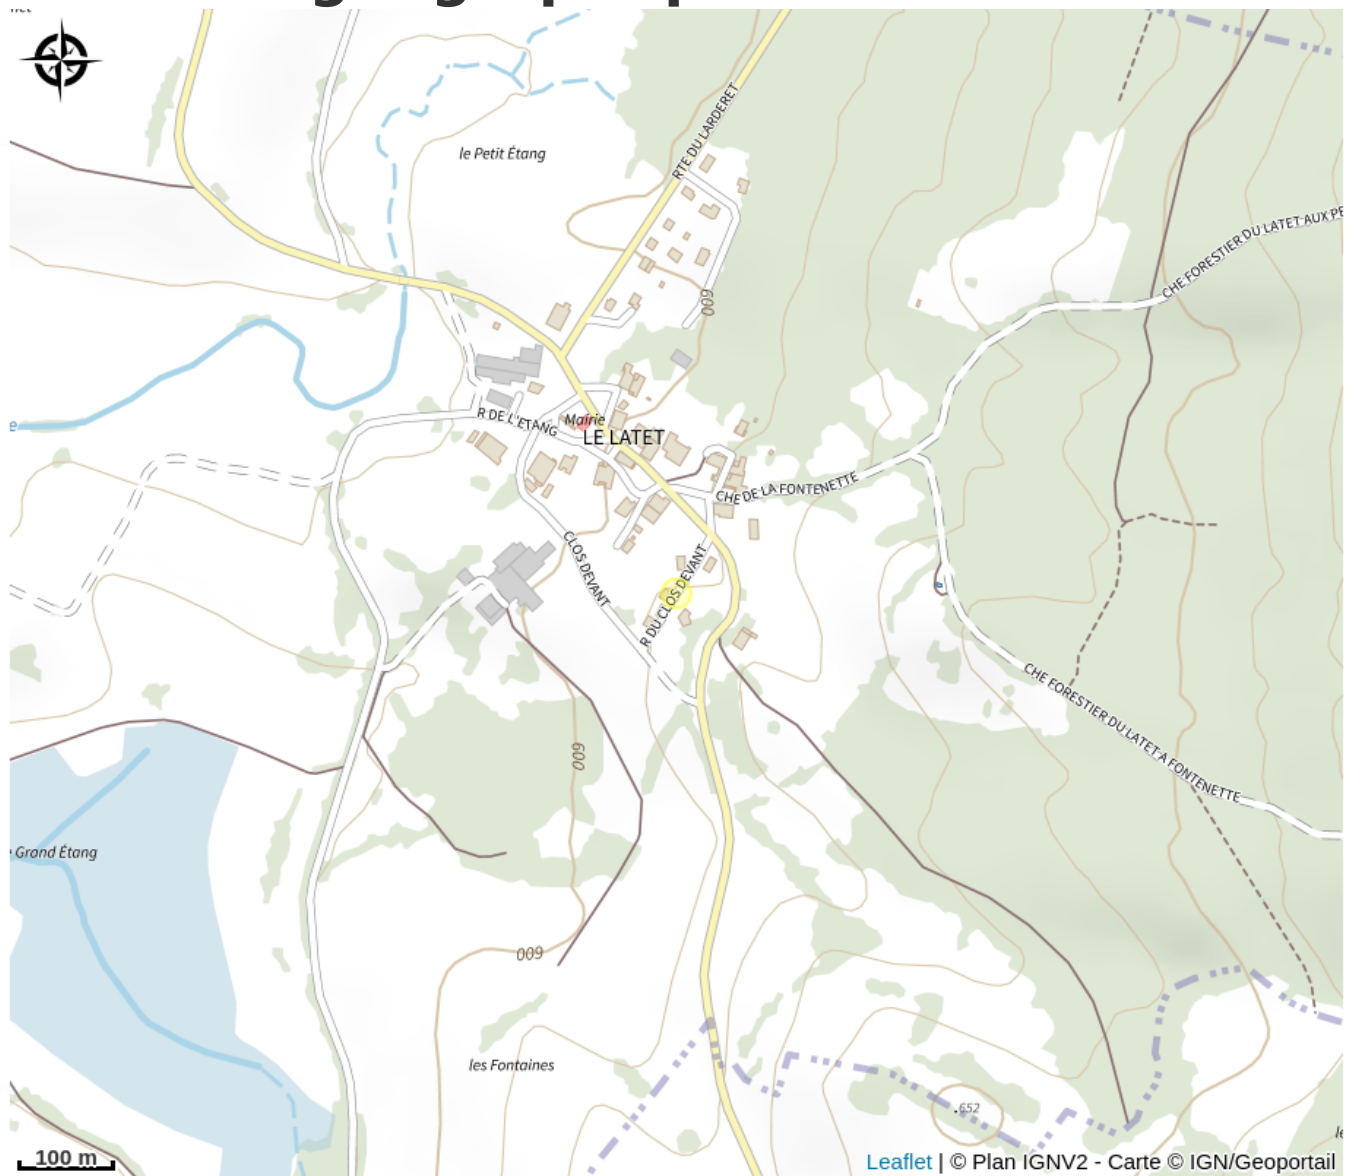 RTE DU LARDERET
le Petit Étang
CHE FORESTIER DU LATET AUX PE
600
R DE L'ETANG
Mairie
LE LATET
CHE DE LA FONTENETTE
CLOS DEVANT
R DU CLOS DEVANT
CHE FORESTIER DU LATET A FONTENETTE
600
Grand Étang
600
les Fontaines
652
100 m
Leaflet | © Plan IGNV2 - Carte © IGN/Geoportail